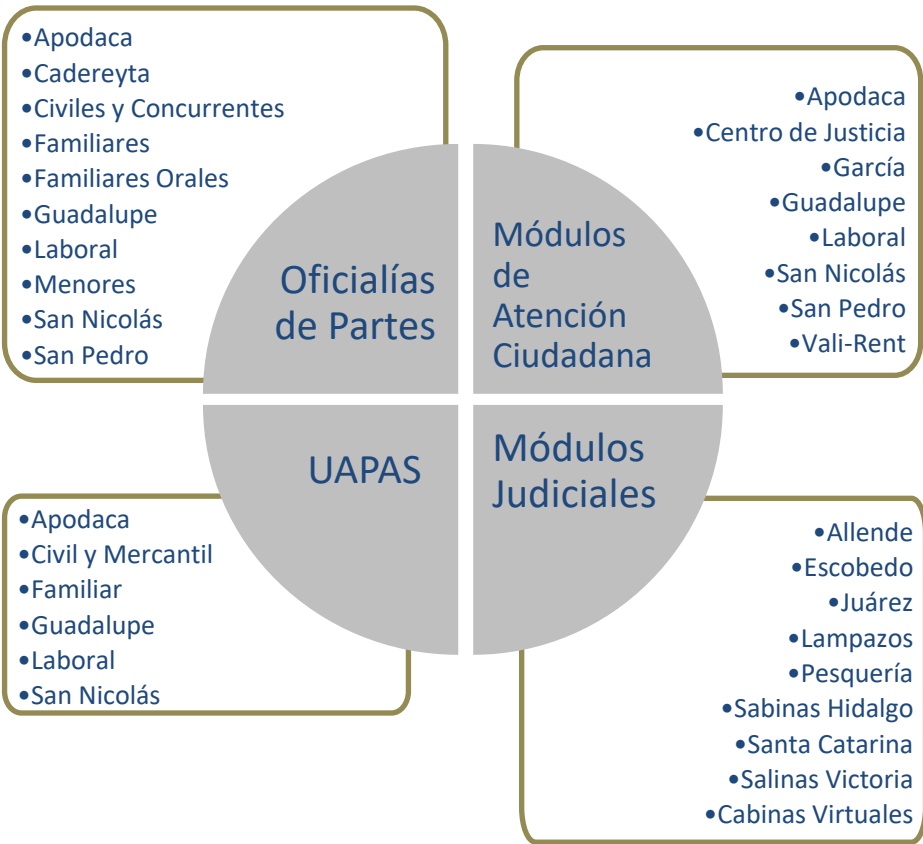 •Apodaca
•Cadereyta
•Civiles y Concurrentes
•Familiares
•Familiares Orales
•Guadalupe
•Laboral
•Menores
•San Nicolás
•San Pedro
Oficialías
de Partes
•Apodaca
•Centro de Justicia
•García
•Guadalupe
•Laboral
•San Nicolás
•San Pedro
•Vali-Rent
Módulos
de
Atención
Ciudadana
UAPAS
•Apodaca
•Civil y Mercantil
•Familiar
•Guadalupe
•Laboral
•San Nicolás
Módulos
Judiciales
•Allende
•Escobedo
•Juárez
•Lampazos
•Pesquería
•Sabinas Hidalgo
•Santa Catarina
•Salinas Victoria
•Cabinas Virtuales